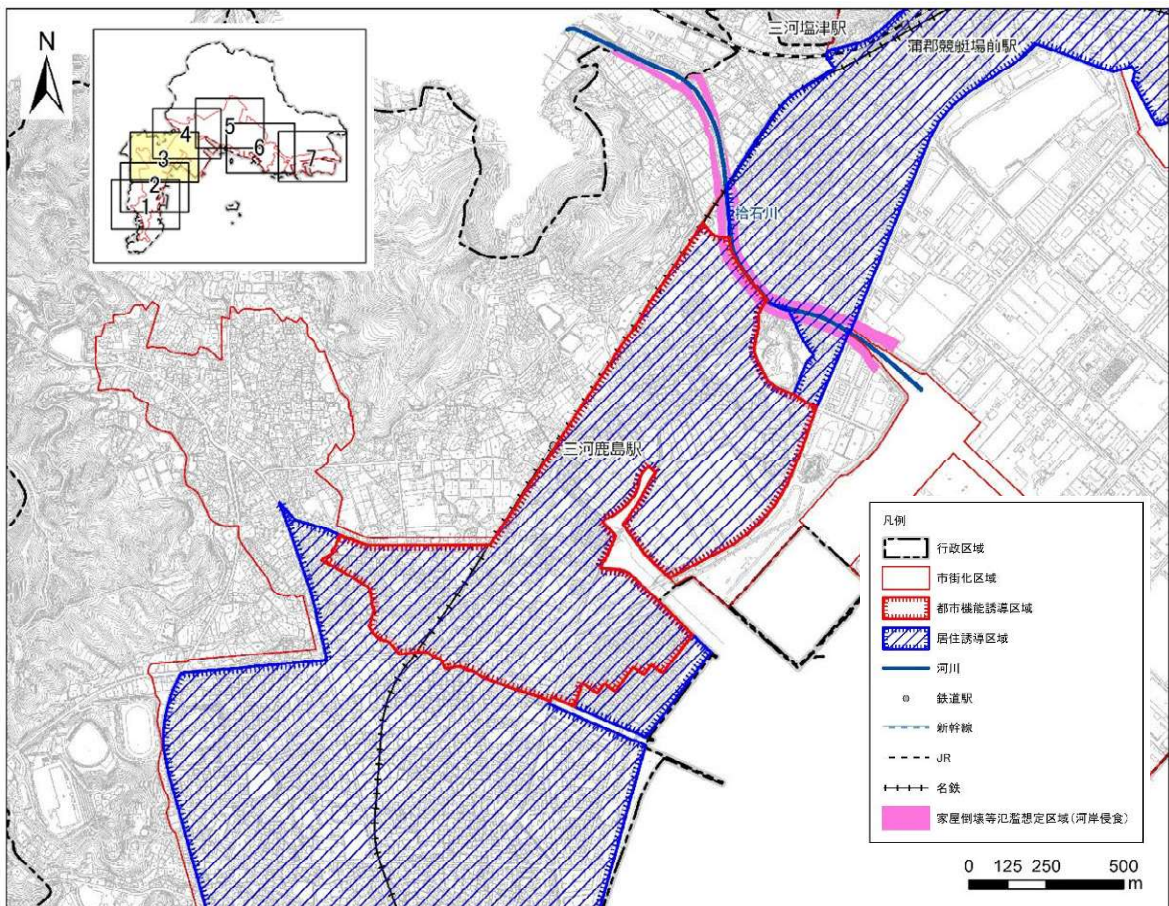 N
5
4
6
7
3
2
1
三河塩津駅
蒲郡競艇場前駅
拾石川
三河鹿島駅
凡例
行政区域
市街化区域
都市機能誘導区域
居住誘導区域
河川
鉄道駅
新幹線
JR
名鉄
家屋倒壊等氾濫想定区域(河岸侵食)
0 125 250 500
m